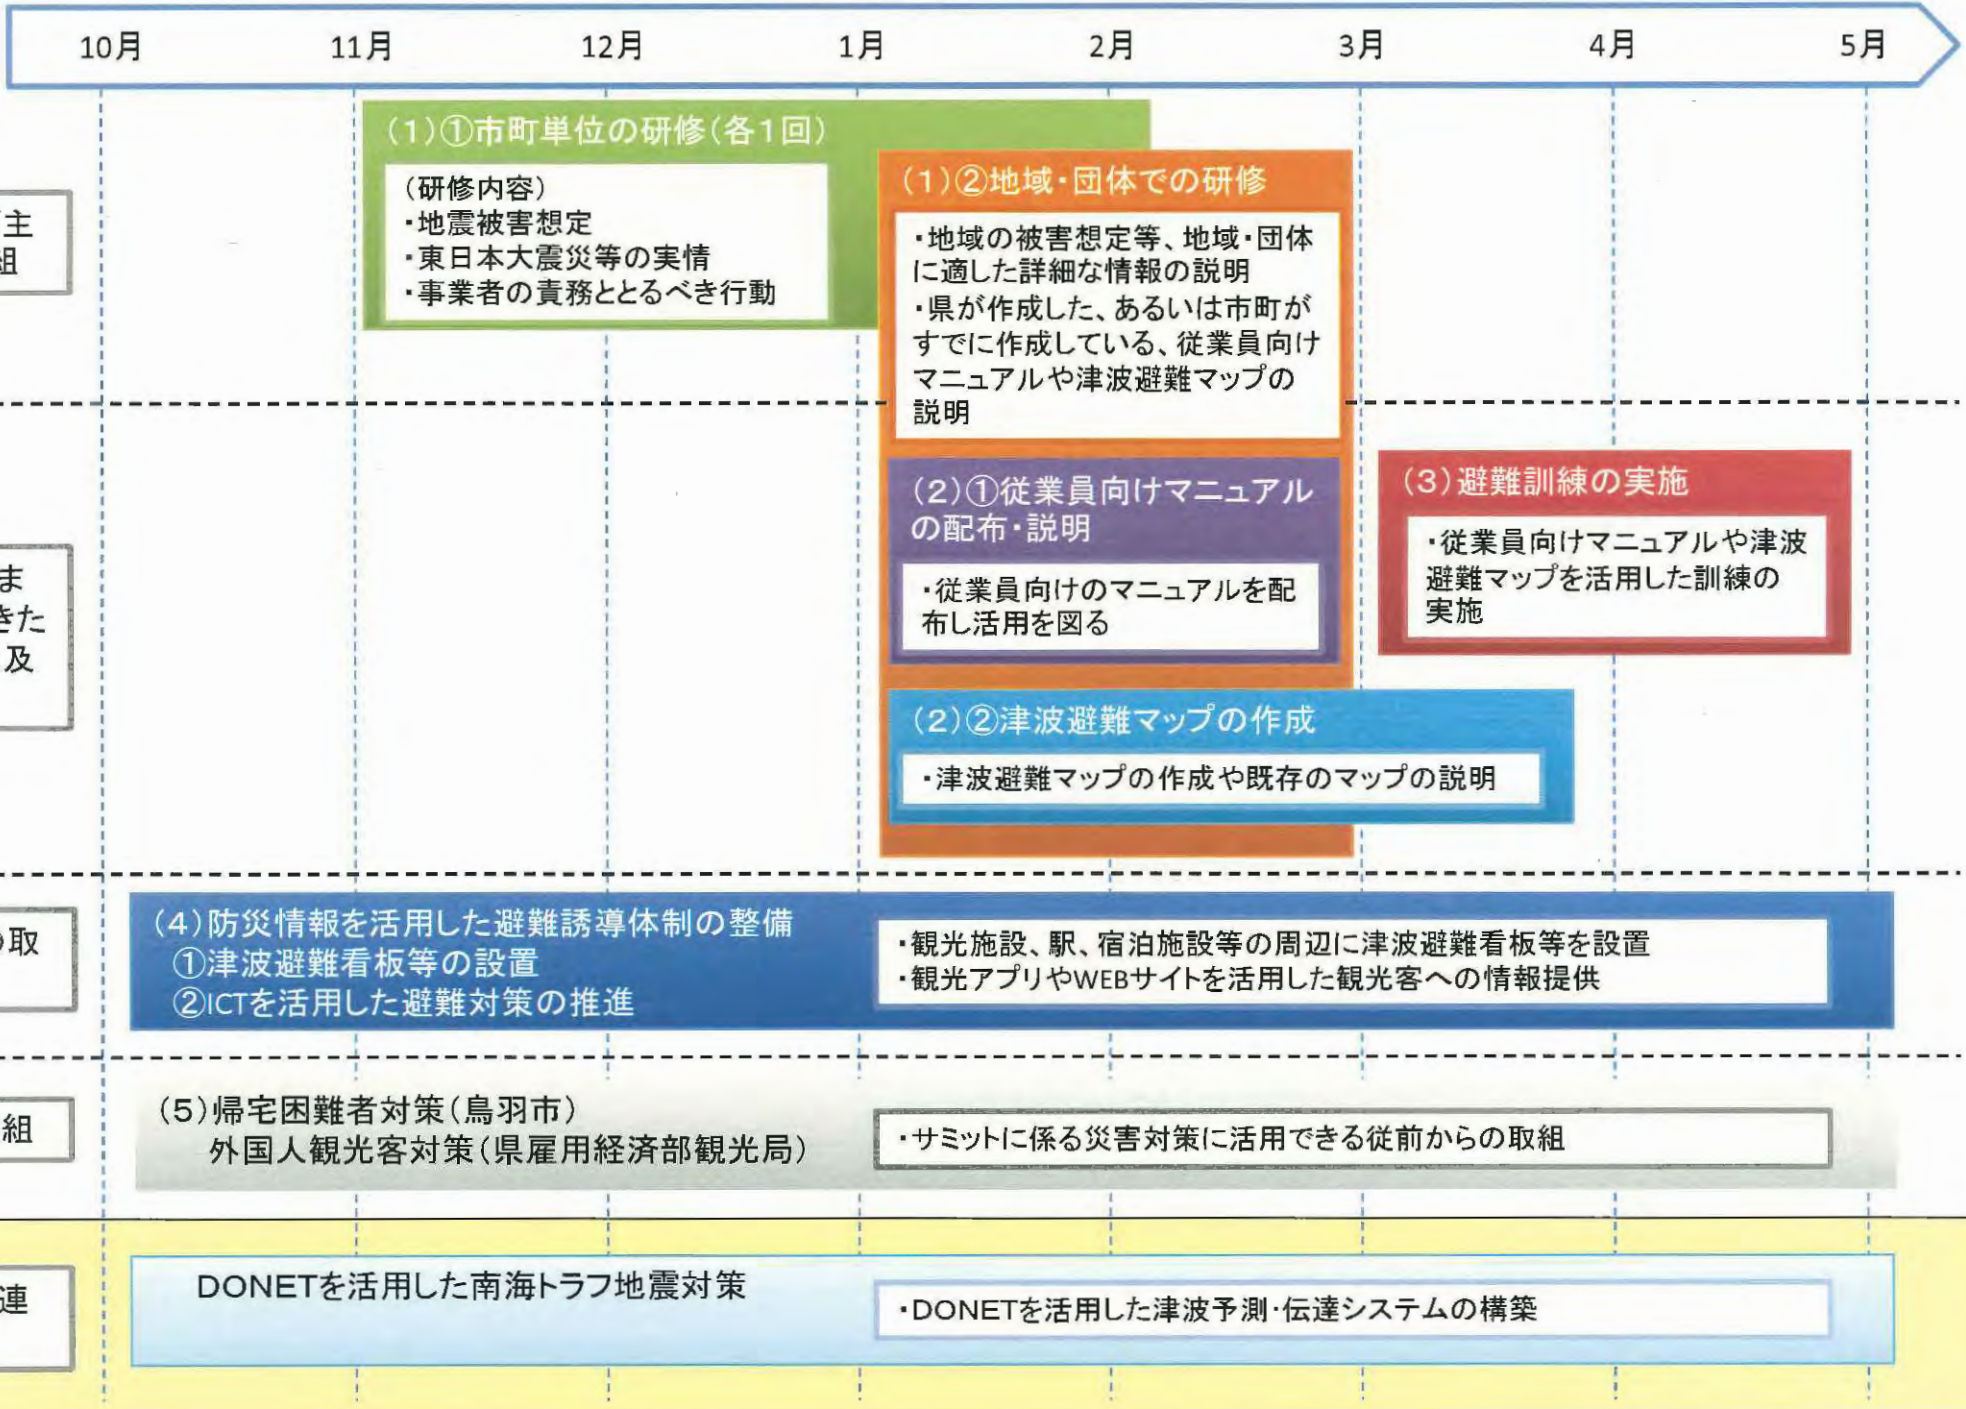 10月 11月 12月 1月 2月 3月 4月 5月
主
組
(1)①市町単位の研修(各1回)
(研修内容)
・地震被害想定
・東日本大震災等の実情
・事業者の責務ととるべき行動
(1)②地域・団体での研修
・地域の被害想定等、地域・団体
に適した詳細な情報の説明
・県が作成した、あるいは市町が
すでに作成している、従業員向け
マニュアルや津波避難マップの
説明
ま
きた
及
(2)①従業員向けマニュアル
の配布・説明
・従業員向けのマニュアルを配
布し活用を図る
(3)避難訓練の実施
・従業員向けマニュアルや津波
避難マップを活用した訓練の
実施
(2)②津波避難マップの作成
・津波避難マップの作成や既存のマップの説明
取
(4)防災情報を活用した避難誘導体制の整備
①津波避難看板等の設置
②ICTを活用した避難対策の推進
・観光施設、駅、宿泊施設等の周辺に津波避難看板等を設置
・観光アプリやWEBサイトを活用した観光客への情報提供
組
(5)帰宅困難者対策(鳥羽市)
外国人観光客対策(県雇用経済部観光局)
・サミットに係る災害対策に活用できる従前からの取組
連
DONETを活用した南海トラフ地震対策
・DONETを活用した津波予測・伝達システムの構築